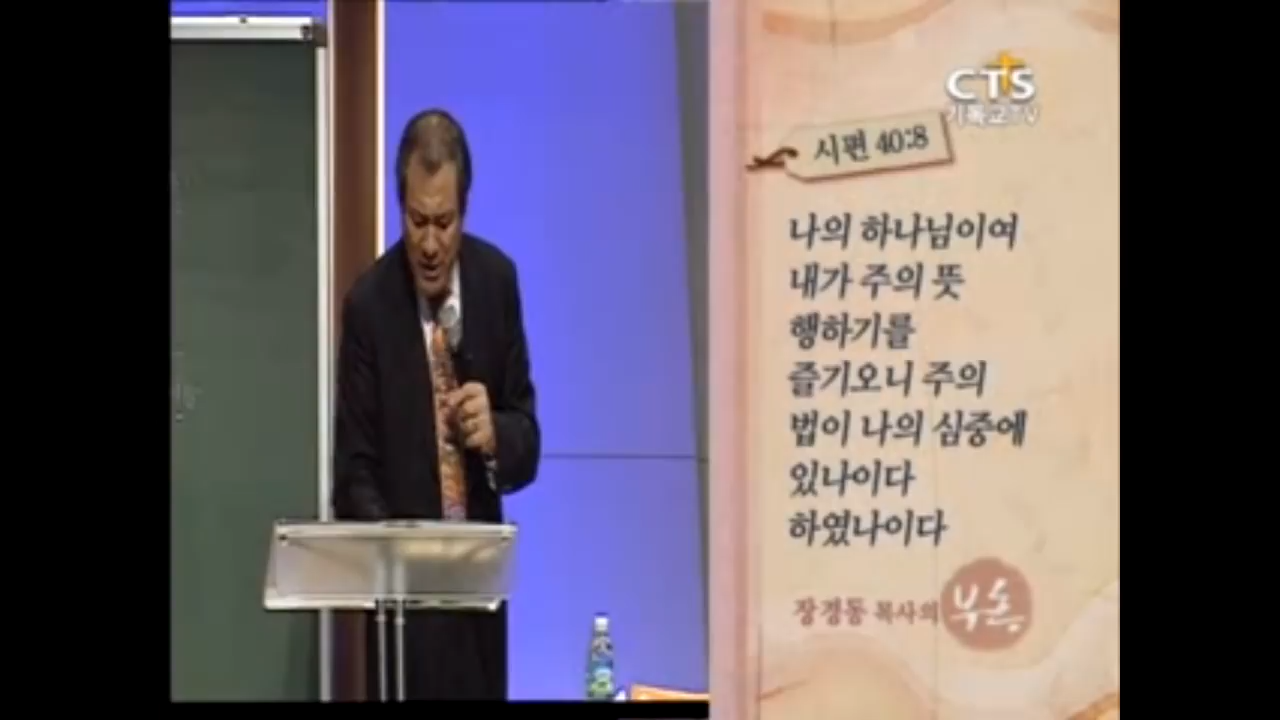 CTS
기독교TV
시편 40:8
나의 하나님이여
내가 주의 뜻
행하기를
즐기오니 주의
법이 나의 심중에
있나이다
하였나이다
장경동 목사의